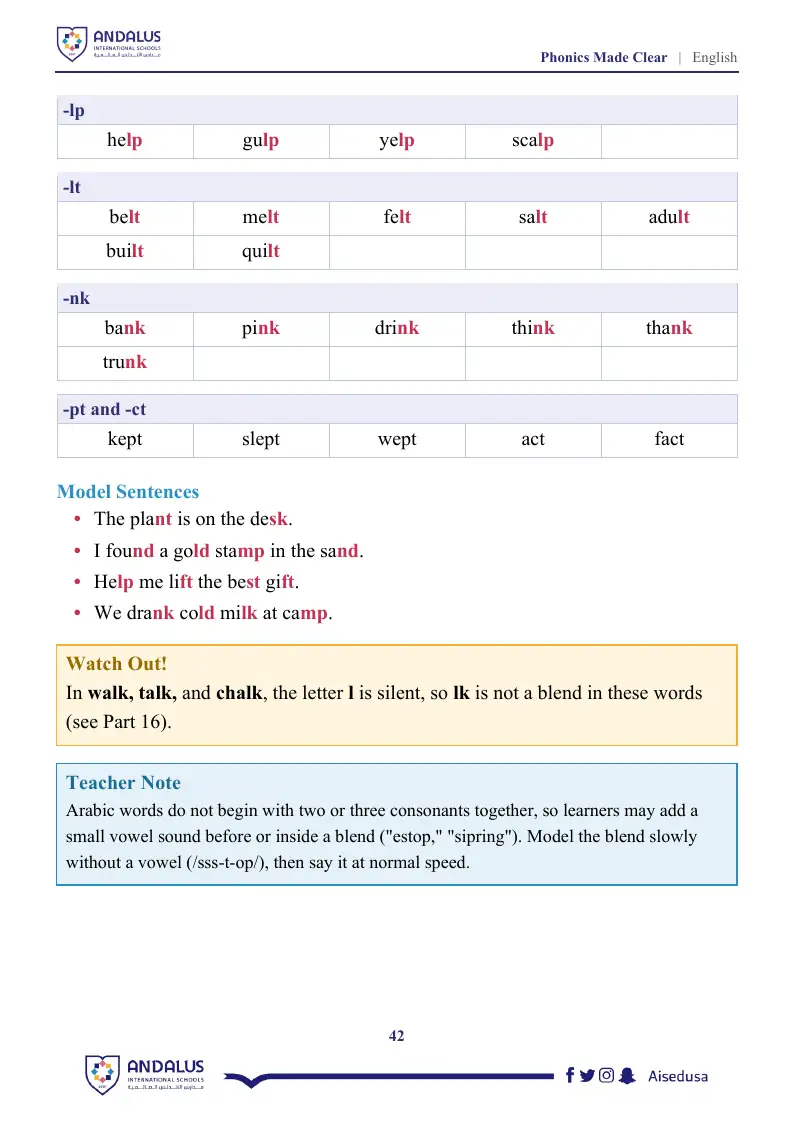 ANDALUS
INTERNATIONAL SCHOOLS
مدارس الأندلس العالمية
Phonics Made Clear | English
-lp
help gulp yelp scalp
-lt
belt melt felt salt adult
built quilt
-nk
bank pink drink think thank
trunk
-pt and -ct
kept slept wept act fact
Model Sentences
• The plant is on the desk.
• I found a gold stamp in the sand.
• Help me lift the best gift.
• We drank cold milk at camp.
Watch Out!
In walk, talk, and chalk, the letter l is silent, so lk is not a blend in these words
(see Part 16).
Teacher Note
Arabic words do not begin with two or three consonants together, so learners may add a
small vowel sound before or inside a blend ("estop," "sipring"). Model the blend slowly
without a vowel (/sss-t-op/), then say it at normal speed.
42
ANDALUS
INTERNATIONAL SCHOOLS
مدارس الأندلس العالمية
Aisedusa